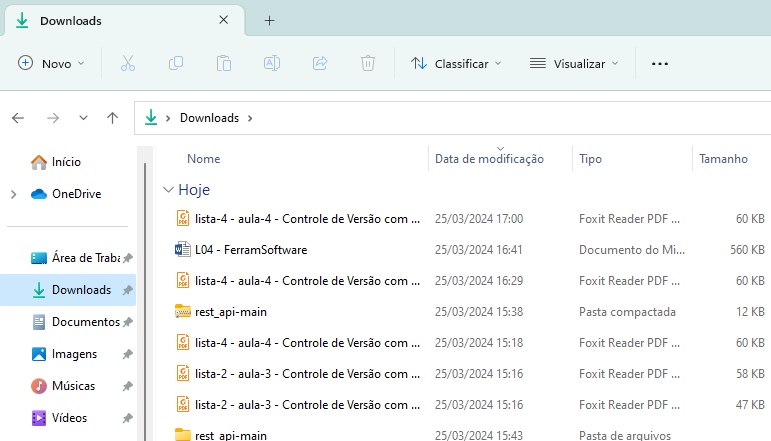 Downloads
Novo
Classificar
Visualizar
Downloads
Nome
Data de modificação
Tipo
Tamanho
Início
OneDrive
Área de Traba
Downloads
Documentos
Imagens
Músicas
Vídeos
Hoje
lista-4 - aula-4 - Controle de Versão com ... 25/03/2024 17:00 Foxit Reader PDF ... 60 KB
L04 - FerramSoftware 25/03/2024 16:41 Documento do Mi... 560 KB
lista-4 - aula-4 - Controle de Versão com ... 25/03/2024 16:29 Foxit Reader PDF ... 60 KB
rest_api-main 25/03/2024 15:38 Pasta compactada 12 KB
lista-4 - aula-4 - Controle de Versão com ... 25/03/2024 15:18 Foxit Reader PDF ... 60 KB
lista-2 - aula-3 - Controle de Versão com ... 25/03/2024 15:16 Foxit Reader PDF ... 58 KB
lista-2 - aula-3 - Controle de Versão com ... 25/03/2024 15:16 Foxit Reader PDF ... 47 KB
rest_api-main 25/03/2024 15:43 Pasta de arquivos